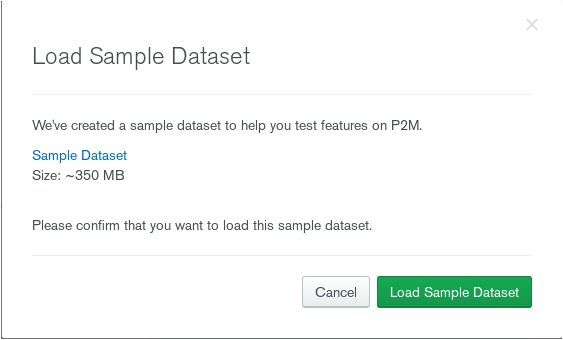 Load Sample Dataset
We've created a sample dataset to help you test features on P2M.
Sample Dataset
Size: ~350 MB
Please confirm that you want to load this sample dataset.
Cancel
Load Sample Dataset